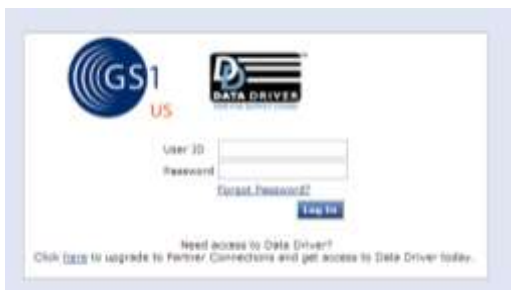 GS1
US
DATA DRIVER
User ID
Password
Forgot Password?
Log In
Need access to Data Driver?
Click here to upgrade to Partner Connections and get access to Data Driver today.